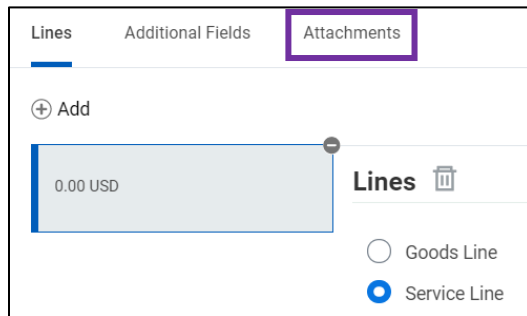 Lines Additional Fields Attachments
Add
0.00 USD
Lines
Goods Line
Service Line